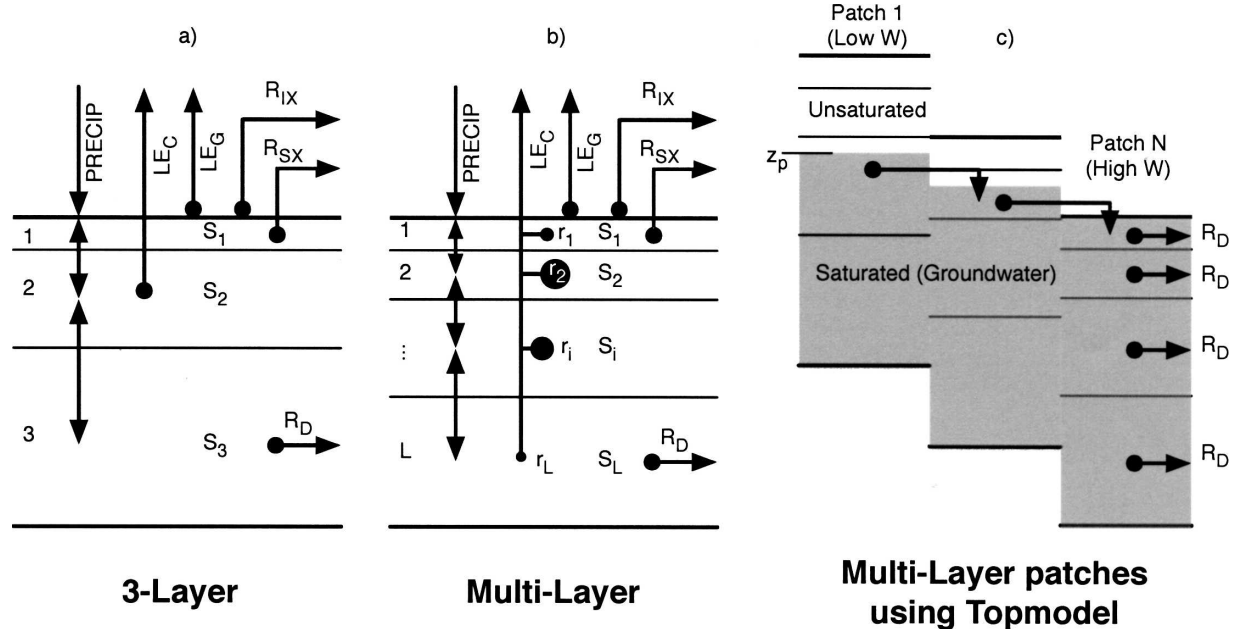 a)
PRECIP
LE_C
LE_G
R_IX
R_SX
1
S_1
2
S_2
3
S_3
R_D
3-Layer
b)
PRECIP
LE_C
LE_G
R_IX
R_SX
1
r_1
S_1
2
r_2
S_2
⋮
r_i
S_i
L
r_L
S_L
R_D
Multi-Layer
c)
Patch 1
(Low W)
Unsaturated
z_p
Patch N
(High W)
Saturated (Groundwater)
R_D
R_D
R_D
R_D
Multi-Layer patches
using Topmodel